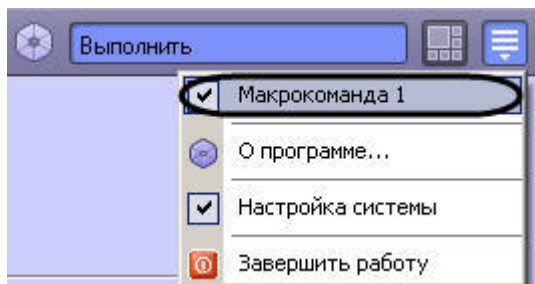 Выполнить
Макрокоманда 1
О программе...
Настройка системы
Завершить работу